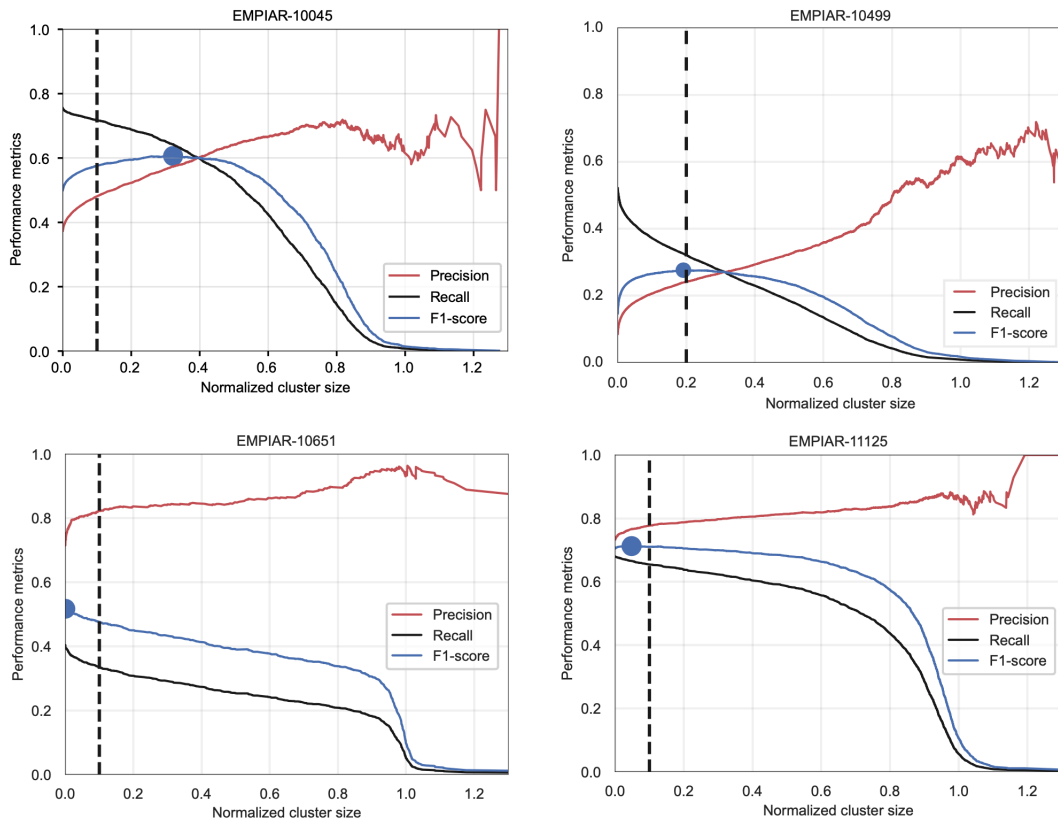 EMPIAR-10045
Performance metrics
1.0
0.8
0.6
0.4
0.2
0.0
Precision
Recall
F1-score
0.0 0.2 0.4 0.6 0.8 1.0 1.2
Normalized cluster size
EMPIAR-10499
Performance metrics
1.0
0.8
0.6
0.4
0.2
0.0
Precision
Recall
F1-score
0.0 0.2 0.4 0.6 0.8 1.0 1.2
Normalized cluster size
EMPIAR-10651
Performance metrics
1.0
0.8
0.6
0.4
0.2
0.0
Precision
Recall
F1-score
0.0 0.2 0.4 0.6 0.8 1.0 1.2
Normalized cluster size
EMPIAR-11125
Performance metrics
1.0
0.8
0.6
0.4
0.2
0.0
Precision
Recall
F1-score
0.0 0.2 0.4 0.6 0.8 1.0 1.2
Normalized cluster size